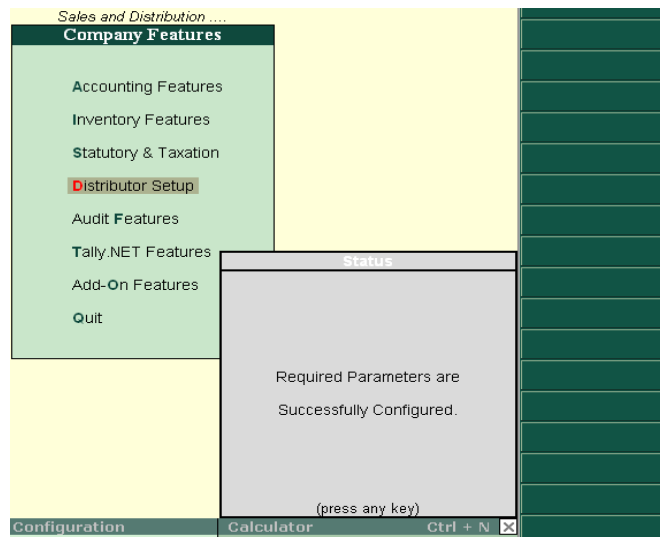 Sales and Distribution ....
Company Features
Accounting Features
Inventory Features
Statutory & Taxation
Distributor Setup
Audit Features
Tally.NET Features
Add-On Features
Quit
Status
Required Parameters are
Successfully Configured.
(press any key)
Configuration
Calculator Ctrl + N X